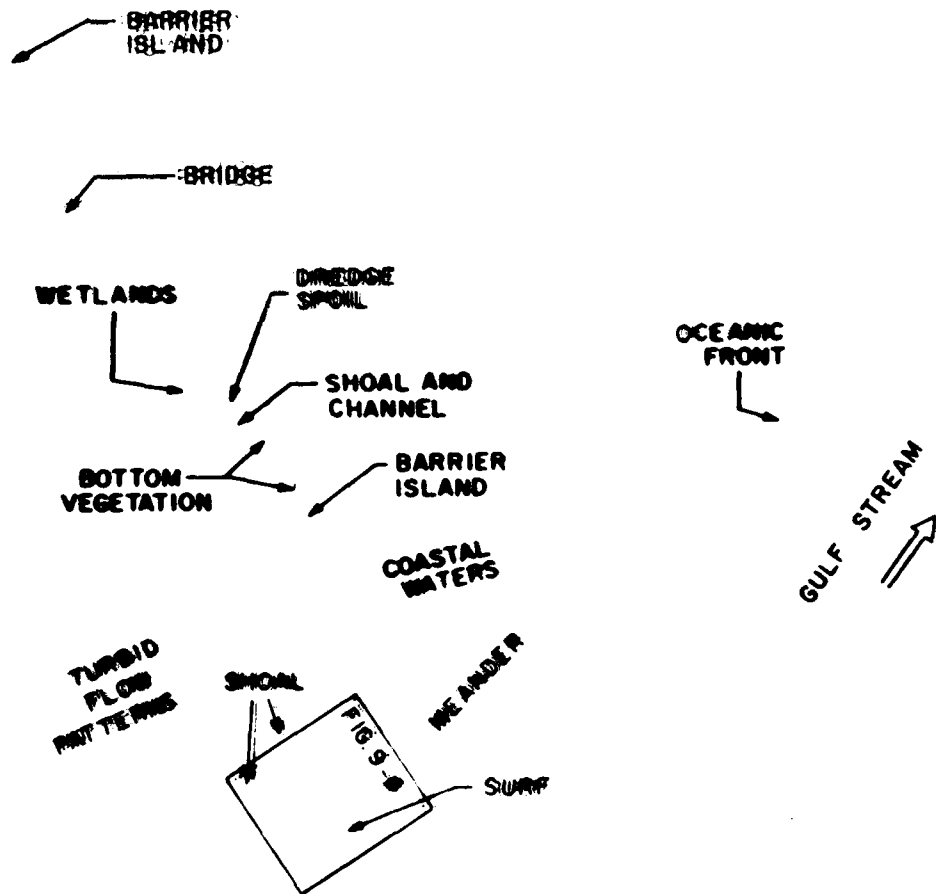 BARRIER
ISLAND
BRIDGE
WETLANDS
DREDGE
SPOIL
OCEANIC
FRONT
SHOAL AND
CHANNEL
BOTTOM
VEGETATION
BARRIER
ISLAND
GULF STREAM
COASTAL
WATERS
TURBID
FLOW
PATTERNS
SHOAL
MEANDER
FIG. 9
SURF